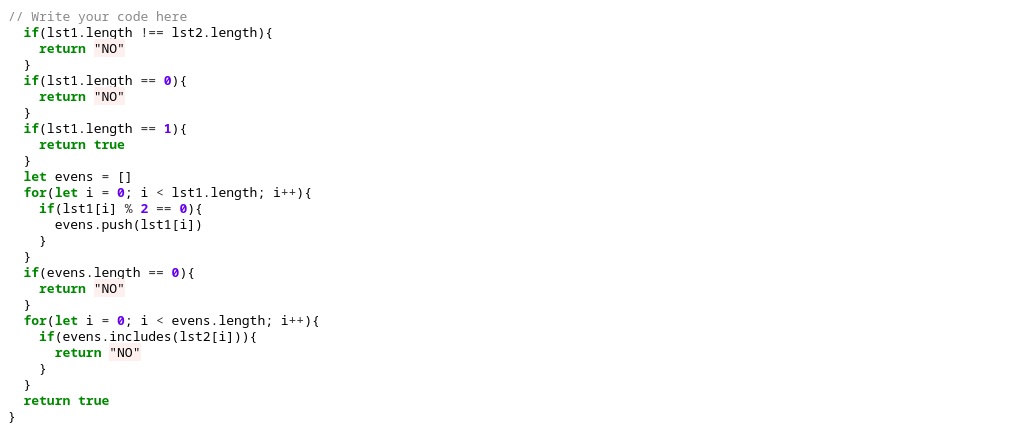 // Write your code here
  if(lst1.length !== lst2.length){
    return "NO"
  }
  if(lst1.length == 0){
    return "NO"
  }
  if(lst1.length == 1){
    return true
  }
  let evens = []
  for(let i = 0; i < lst1.length; i++){
    if(lst1[i] % 2 == 0){
      evens.push(lst1[i])
    }
  }
  if(evens.length == 0){
    return "NO"
  }
  for(let i = 0; i < evens.length; i++){
    if(evens.includes(lst2[i])){
      return "NO"
    }
  }
  return true
}